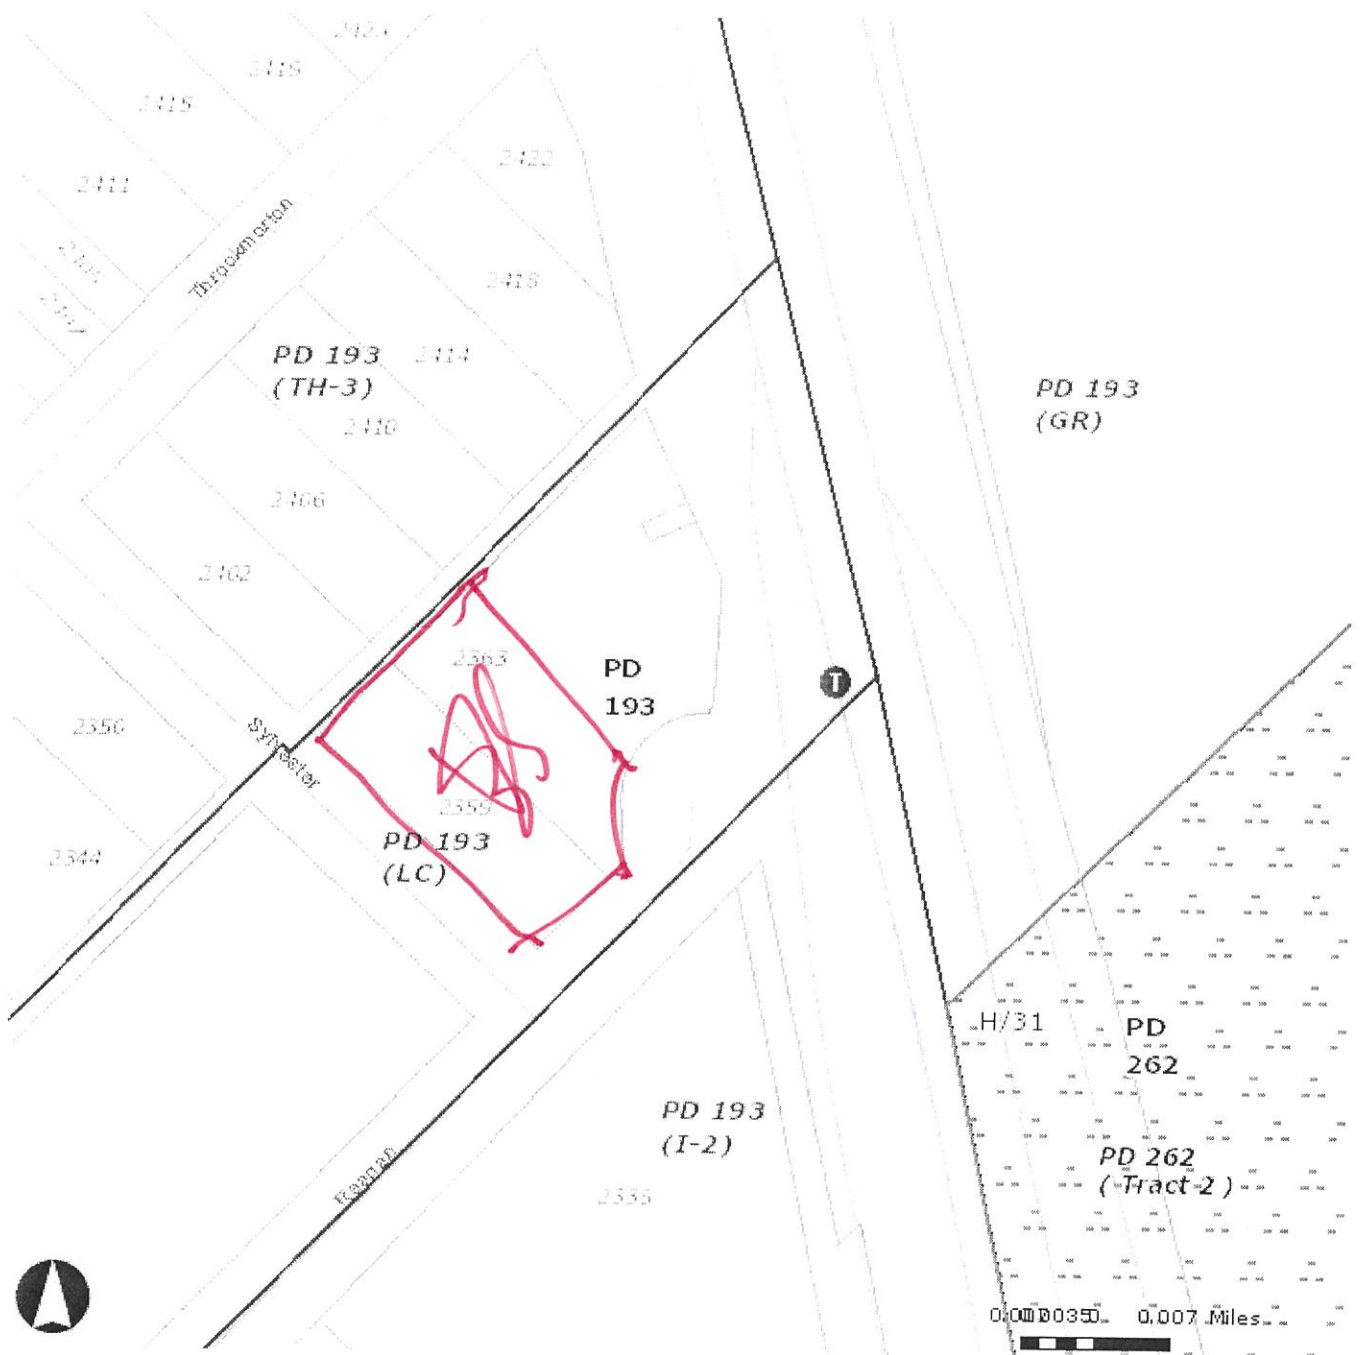 2423
2419
2415
2411
2422
Throckmorton
2418
PD 193
(TH-3)
2414
2410
2406
2402
PD 193
(GR)
2363
PD
193
T
2350
Sylvester
2359
PD 193
(LC)
2344
H/31
PD
262
PD 193
(I-2)
PD 262
( Tract 2 )
2335
0.007 Miles